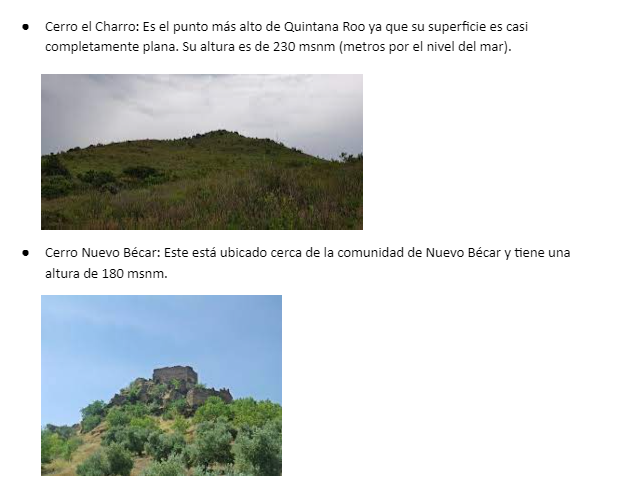 ● Cerro el Charro: Es el punto más alto de Quintana Roo ya que su superficie es casi
completamente plana. Su altura es de 230 msnm (metros por el nivel del mar).
● Cerro Nuevo Bécar: Este está ubicado cerca de la comunidad de Nuevo Bécar y tiene una
altura de 180 msnm.